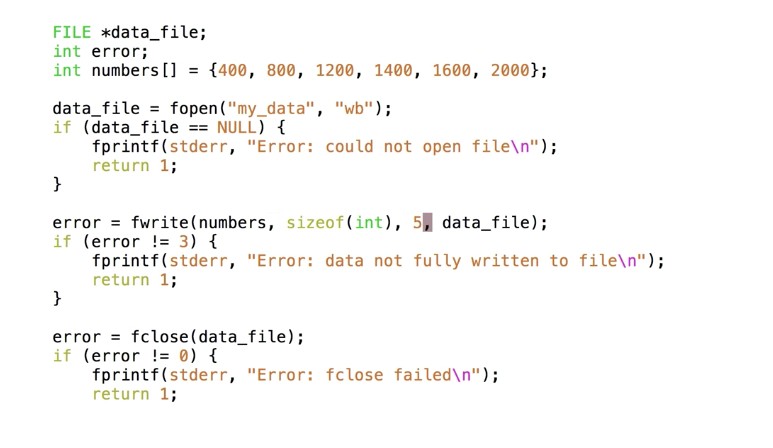 FILE *data_file;
int error;
int numbers[] = {400, 800, 1200, 1400, 1600, 2000};
data_file = fopen("my_data", "wb");
if (data_file == NULL) {
fprintf(stderr, "Error: could not open file\n");
return 1;
}
error = fwrite(numbers, sizeof(int), 5, data_file);
if (error != 3) {
fprintf(stderr, "Error: data not fully written to file\n");
return 1;
}
error = fclose(data_file);
if (error != 0) {
fprintf(stderr, "Error: fclose failed\n");
return 1;